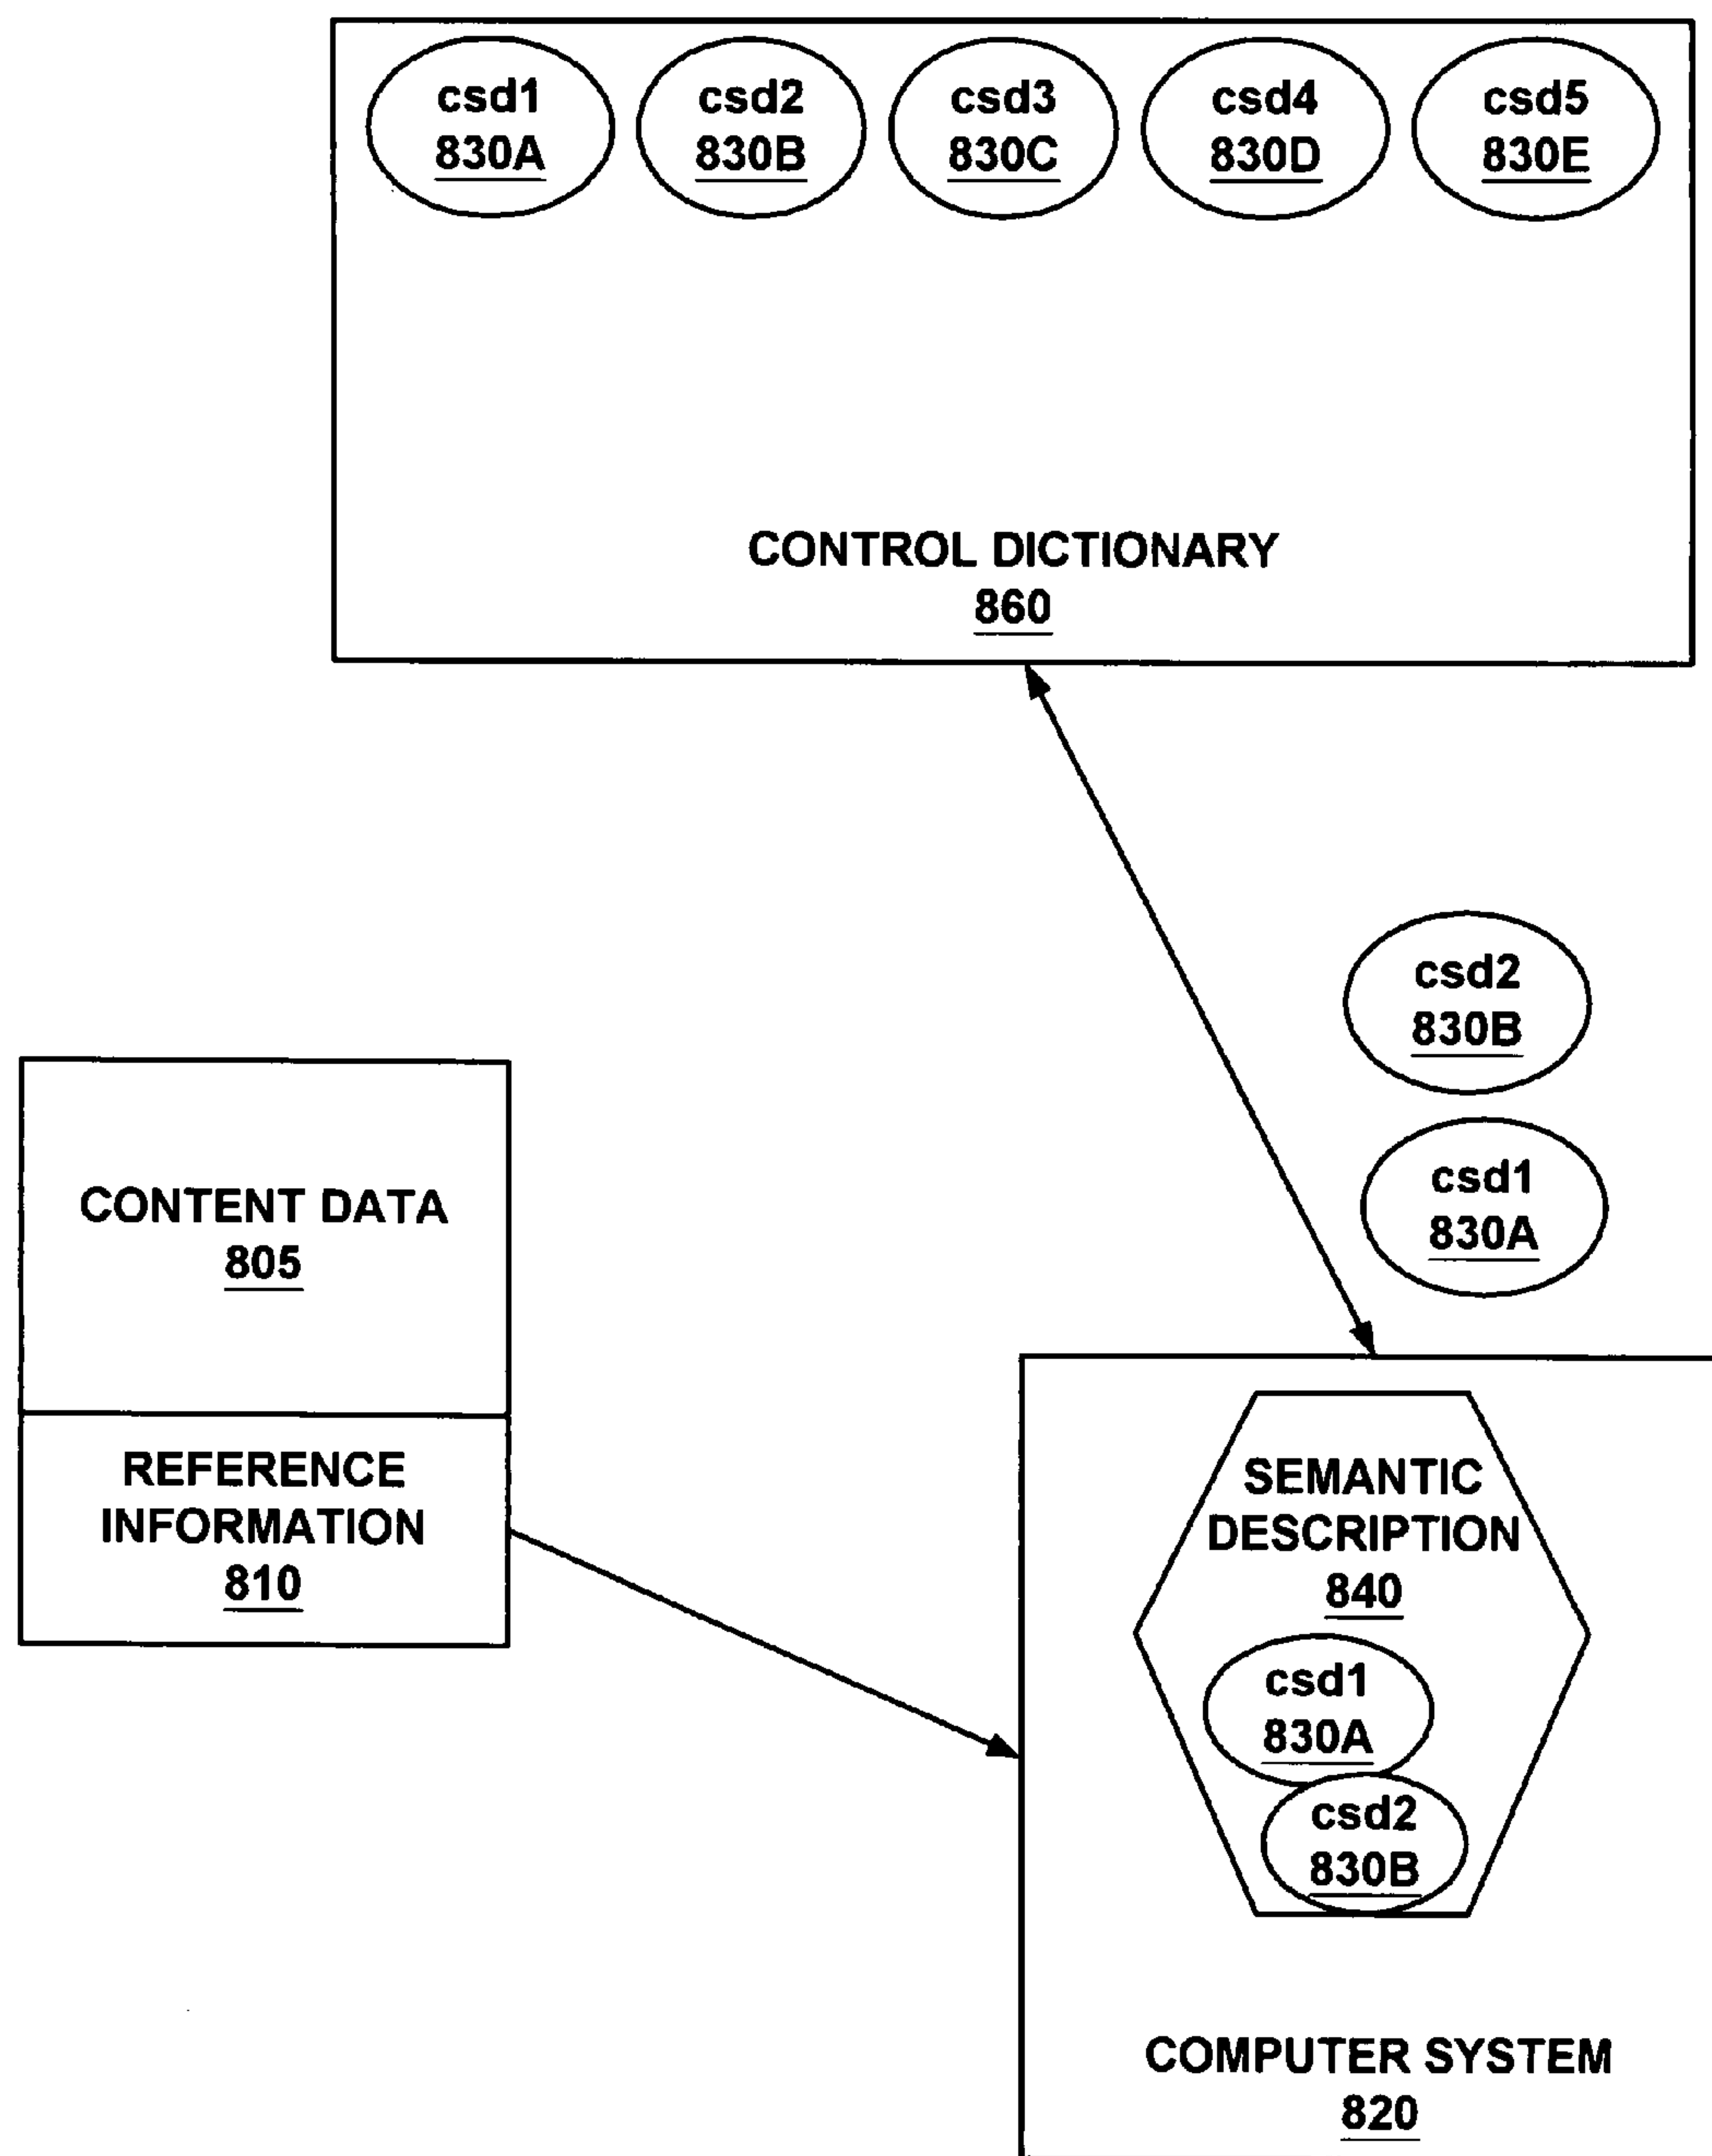 csd1
830A
csd2
830B
csd3
830C
csd4
830D
csd5
830E
CONTROL DICTIONARY
860
csd2
830B
csd1
830A
CONTENT DATA
805
REFERENCE
INFORMATION
810
SEMANTIC
DESCRIPTION
840
csd1
830A
csd2
830B
COMPUTER SYSTEM
820